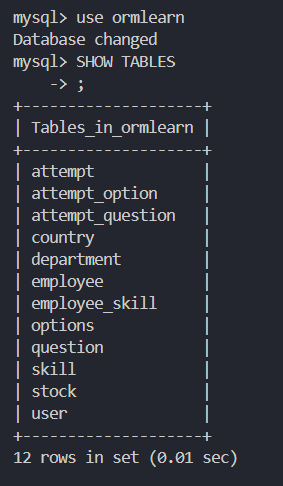 mysql> use ormlearn
Database changed
mysql> SHOW TABLES
    -> ;
+--------------------+
| Tables_in_ormlearn |
+--------------------+
| attempt            |
| attempt_option     |
| attempt_question   |
| country            |
| department         |
| employee           |
| employee_skill     |
| options            |
| question           |
| skill              |
| stock              |
| user               |
+--------------------+
12 rows in set (0.01 sec)